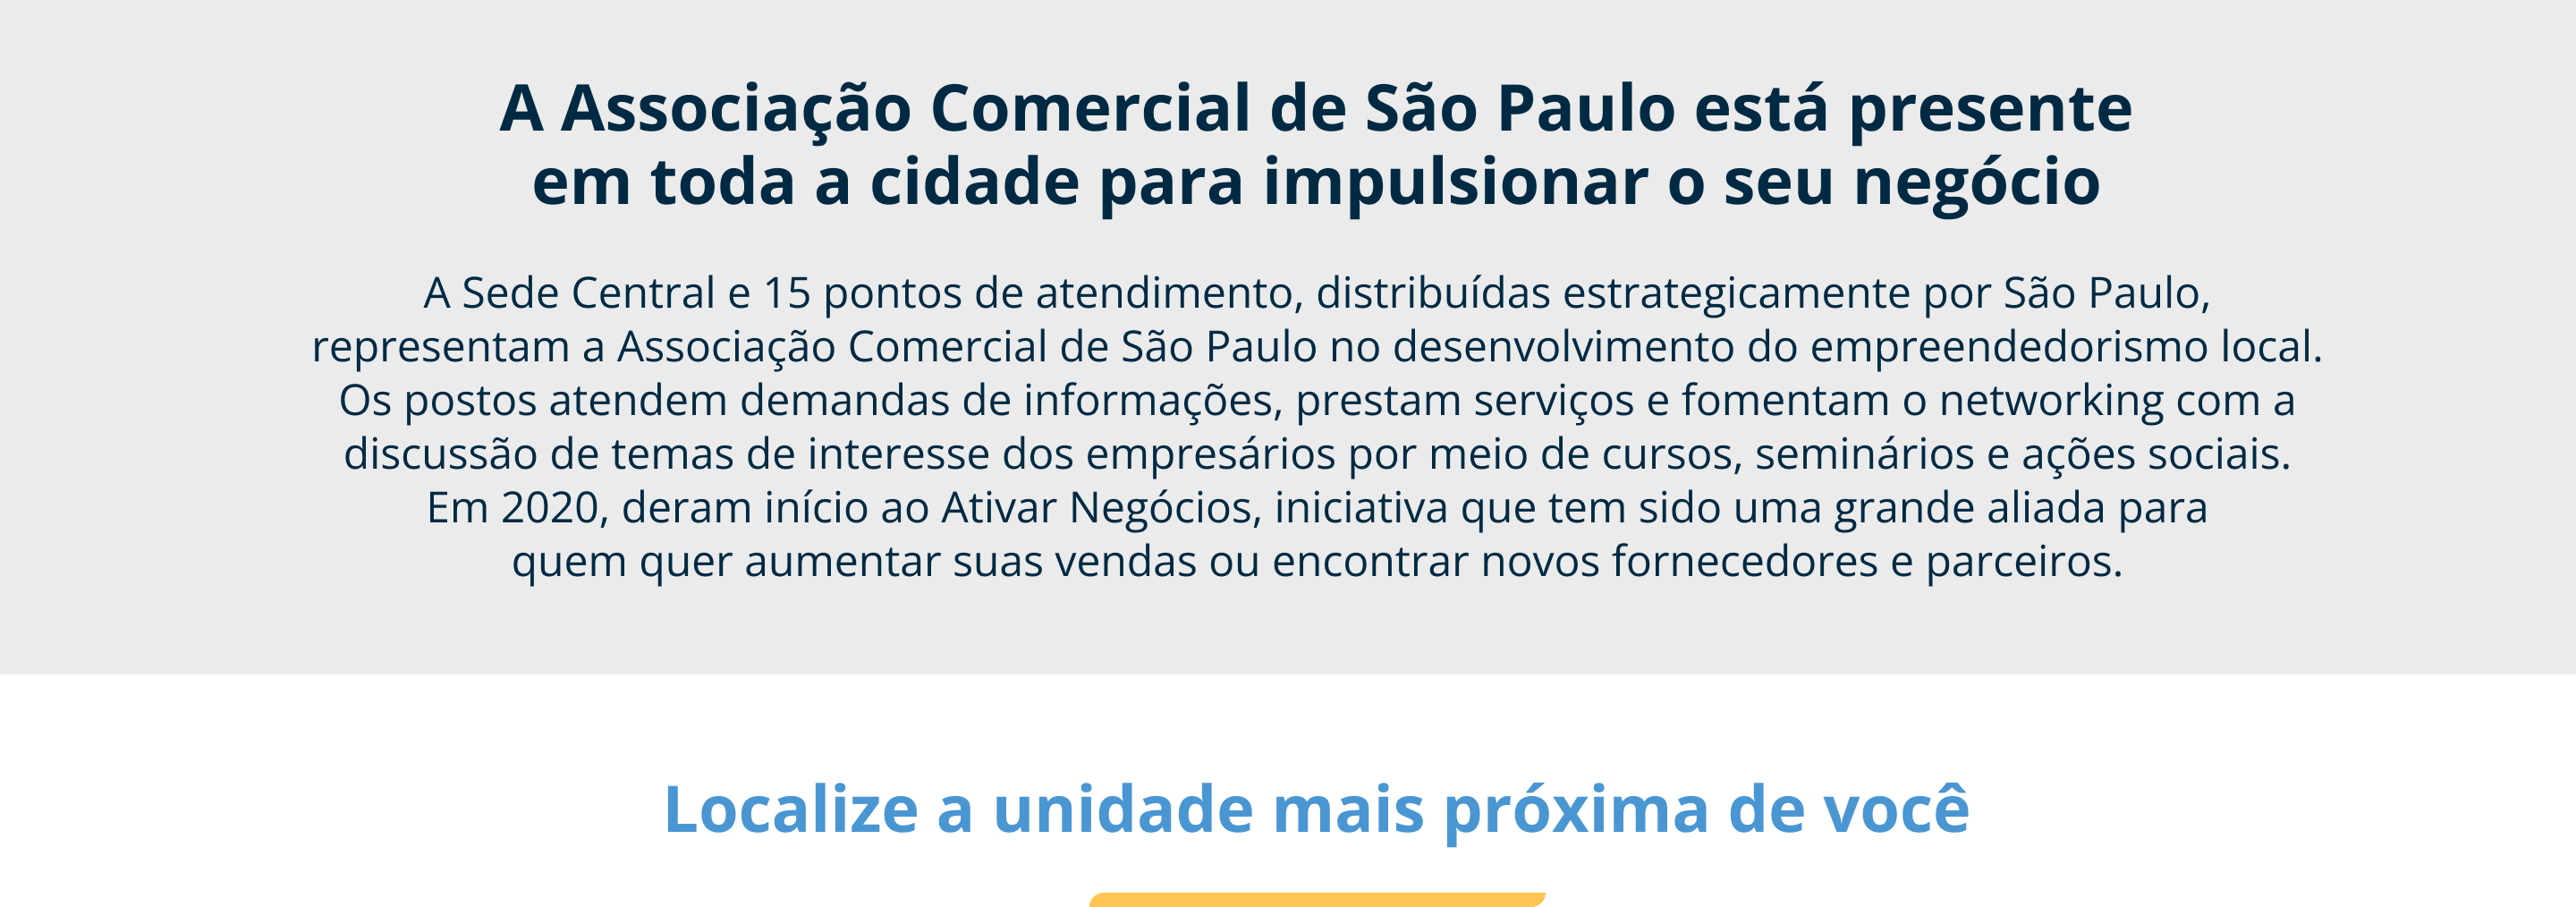 A Associação Comercial de São Paulo está presente
em toda a cidade para impulsionar o seu negócio
A Sede Central e 15 pontos de atendimento, distribuídas estrategicamente por São Paulo,
representam a Associação Comercial de São Paulo no desenvolvimento do empreendedorismo local.
Os postos atendem demandas de informações, prestam serviços e fomentam o networking com a
discussão de temas de interesse dos empresários por meio de cursos, seminários e ações sociais.
Em 2020, deram início ao Ativar Negócios, iniciativa que tem sido uma grande aliada para
quem quer aumentar suas vendas ou encontrar novos fornecedores e parceiros.
Localize a unidade mais próxima de você